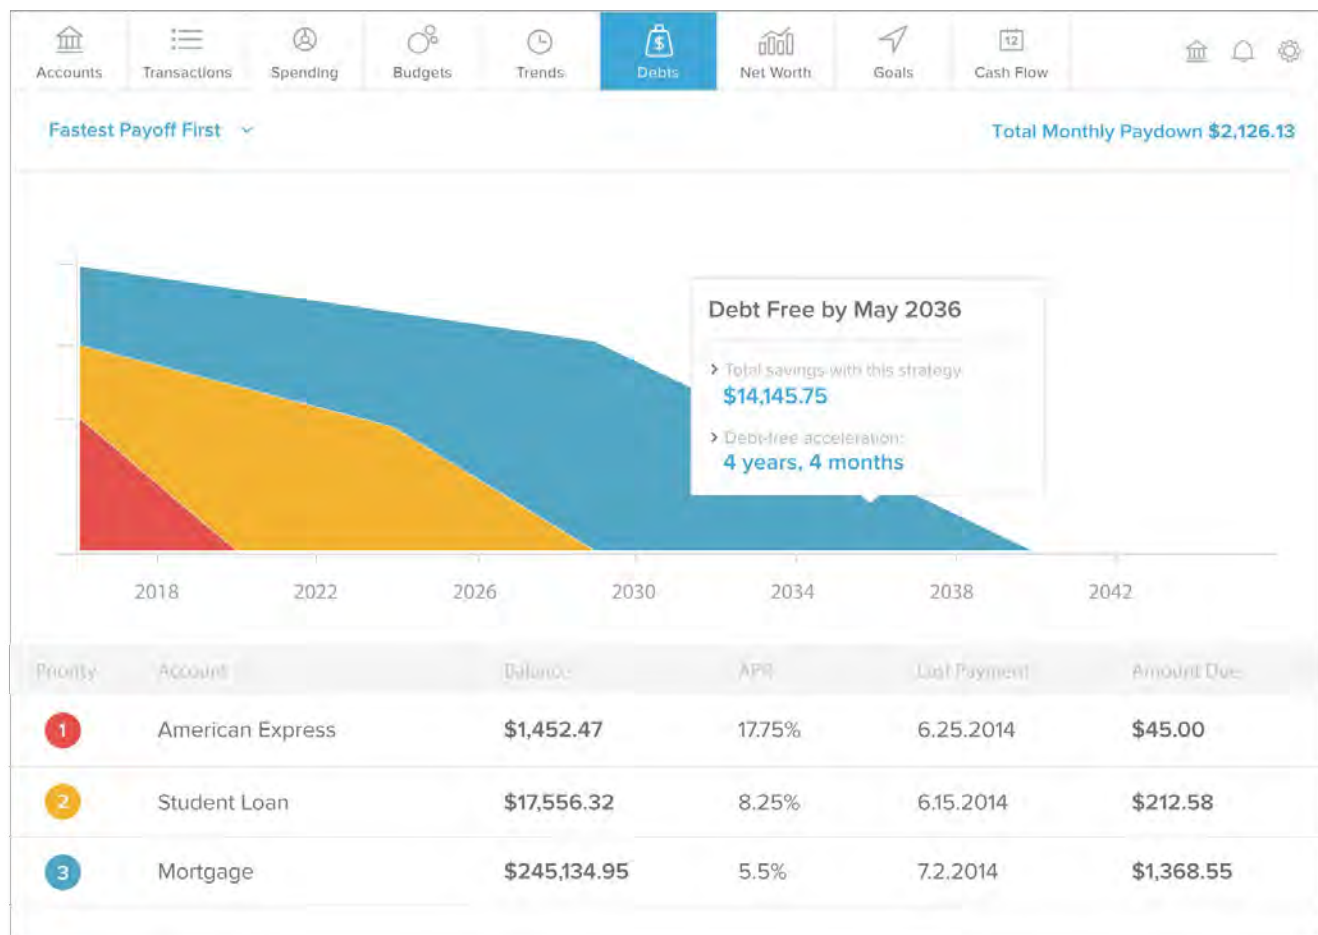 Accounts Transactions Spending Budgets Trends Debts Net Worth Goals 12 Cash Flow
Fastest Payoff First
Total Monthly Paydown $2,126.13
Debt Free by May 2036
Total savings with this strategy
$14,145.75
Debt-free acceleration:
4 years, 4 months
2018 2022 2026 2030 2034 2038 2042
Priority Account Balance APR Last Payment Amount Due
1 American Express $1,452.47 17.75% 6.25.2014 $45.00
2 Student Loan $17,556.32 8.25% 6.15.2014 $212.58
3 Mortgage $245,134.95 5.5% 7.2.2014 $1,368.55